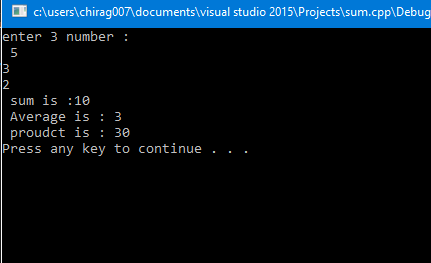 c:\users\chirag007\documents\visual studio 2015\Projects\sum.cpp\Debug
enter 3 number :
5
3
2
sum is :10
Average is : 3
proudct is : 30
Press any key to continue . . .